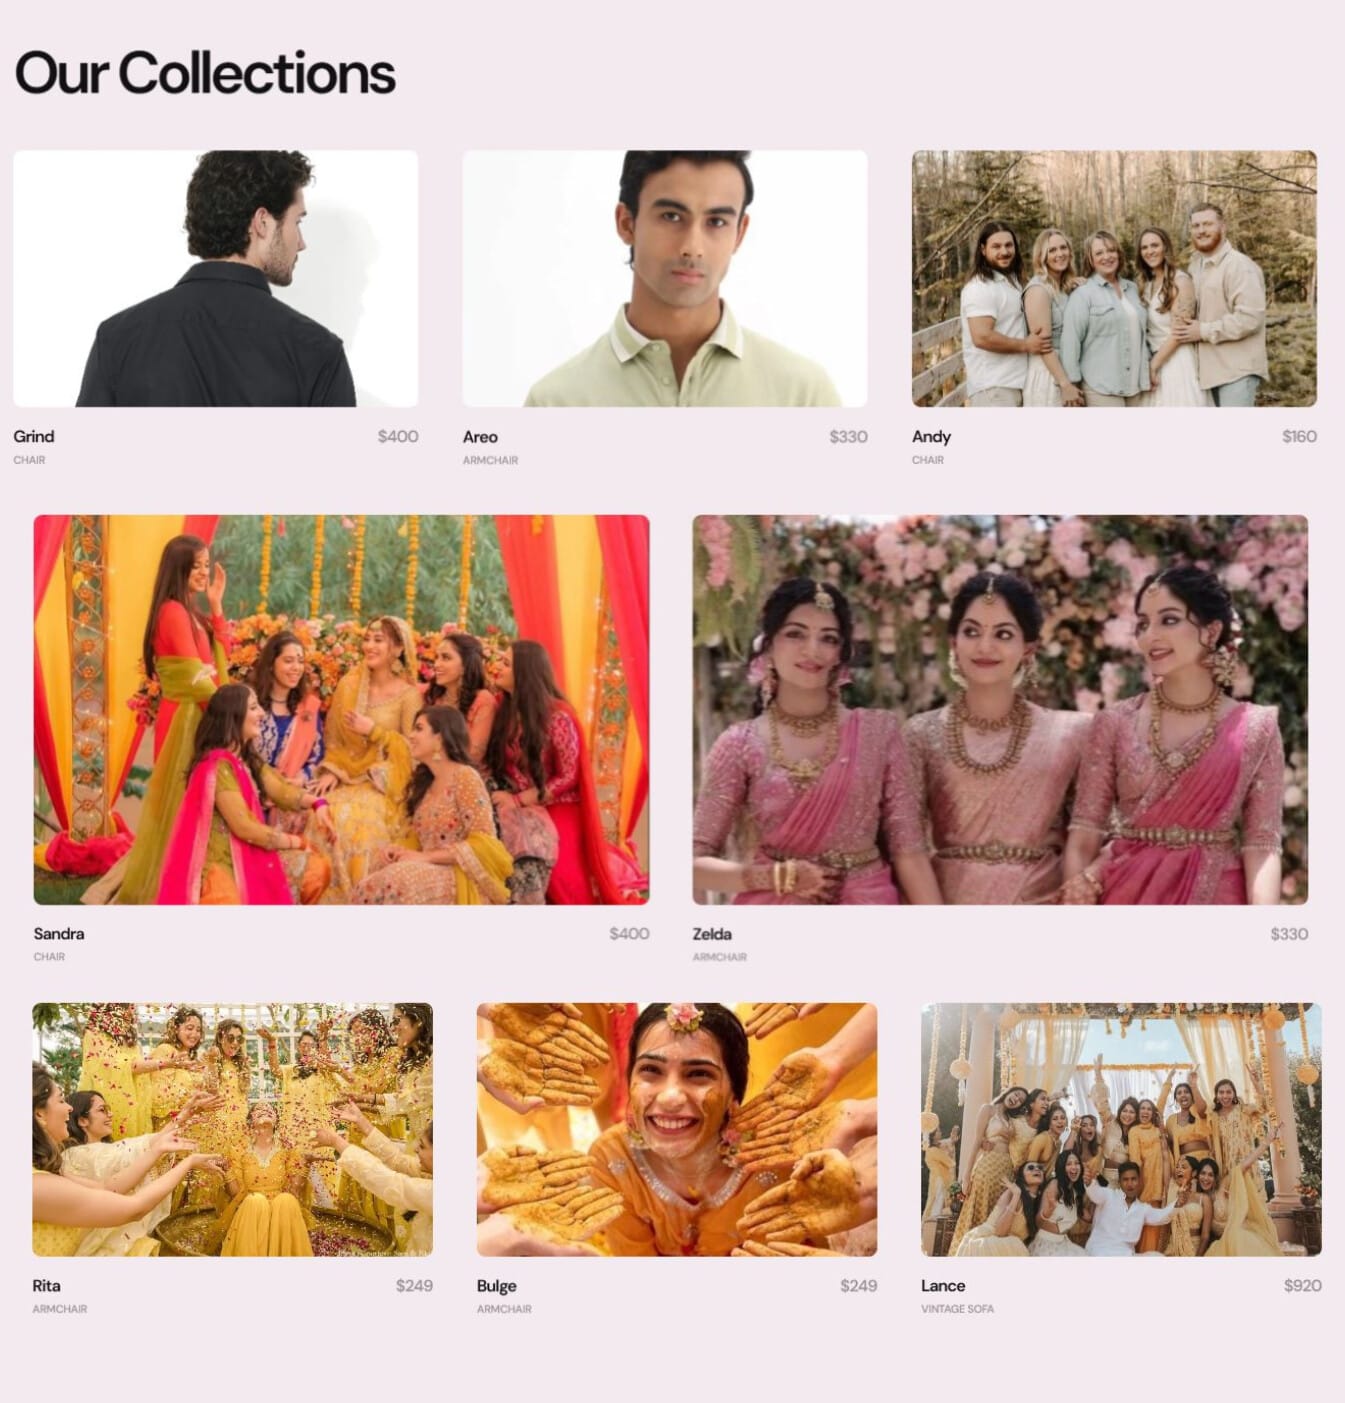 Our Collections
Grind $400
CHAIR
Areo $330
ARMCHAIR
Andy $160
CHAIR
Sandra $400
CHAIR
Zelda $330
ARMCHAIR
Rita $249
ARMCHAIR
Bulge $249
ARMCHAIR
Lance $920
VINTAGE SOFA